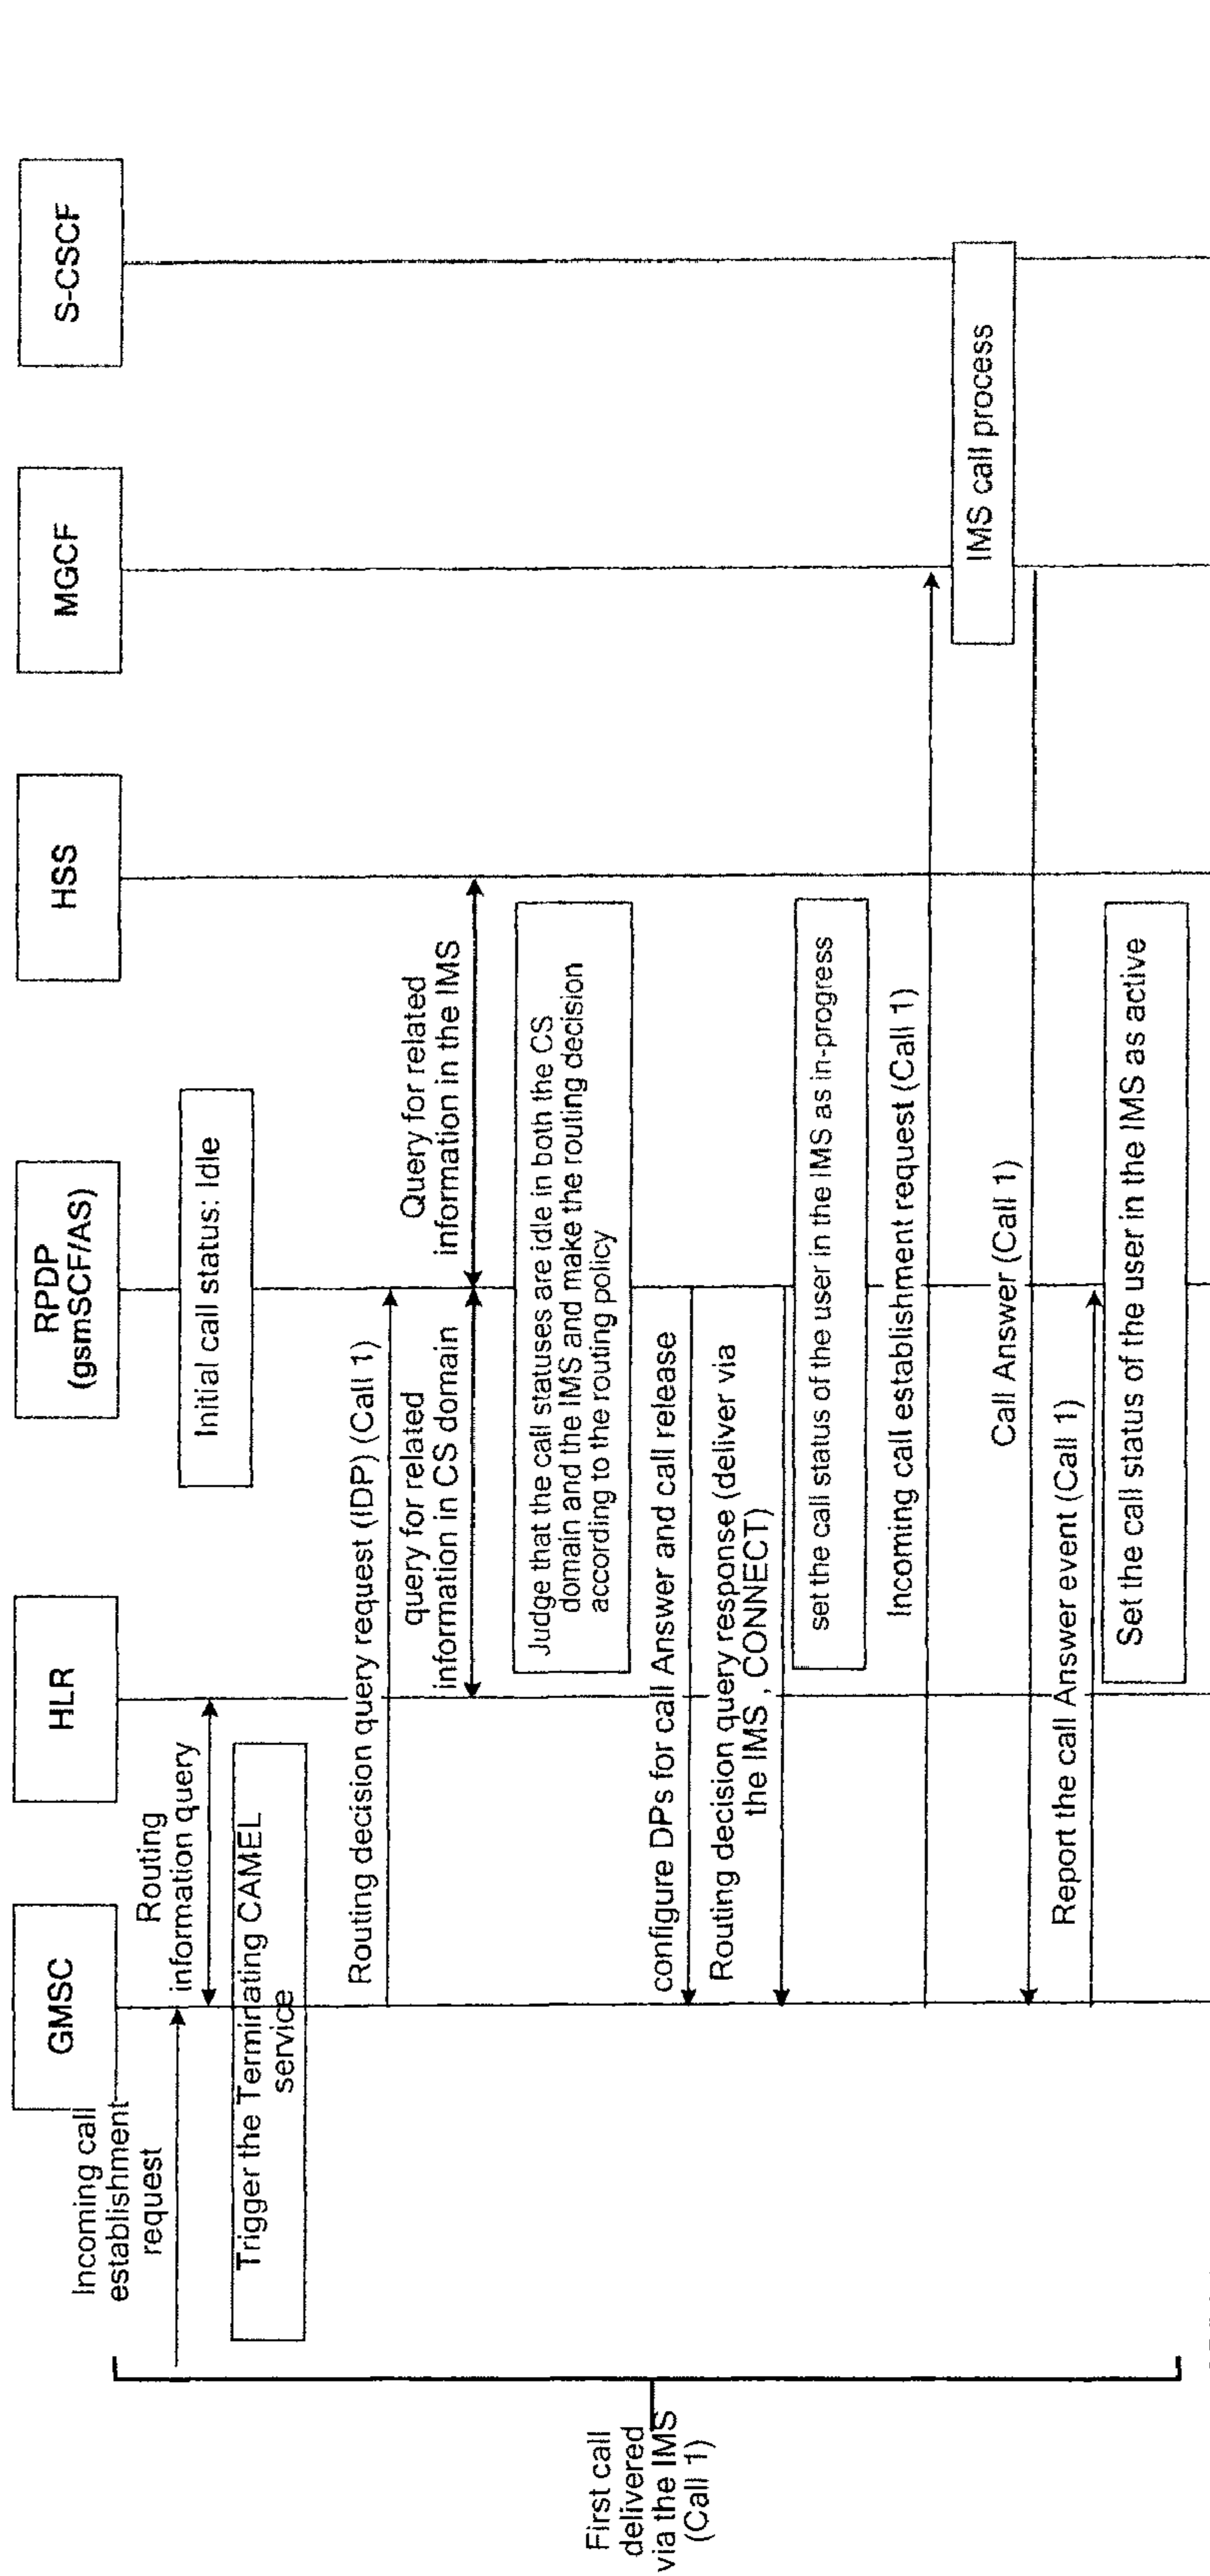 GMSC
HLR
RPDP
(gsmSCF/AS)
HSS
MGCF
S-CSCF
Incoming call
establishment
request
Routing
information query
Initial call status: Idle
Trigger the Terminating CAMEL
service
Routing decision query request (IDP) (Call 1)
query for related
information in CS domain
Query for related
information in the IMS
Judge that the call statuses are idle in both the CS
domain and the IMS and make the routing decision
according to the routing policy
configure DPs for call Answer and call release
Routing decision query response (deliver via
the IMS , CONNECT)
set the call status of the user in the IMS as in-progress
Incoming call establishment request (Call 1)
IMS call process
Call Answer (Call 1)
Report the call Answer event (Call 1)
Set the call status of the user in the IMS as active
First call
delivered
via the IMS
(Call 1)